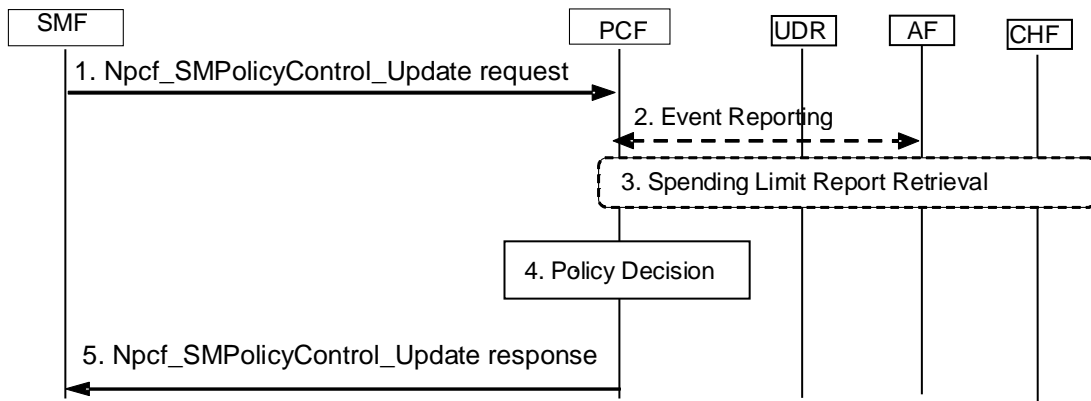 SMF
PCF
UDR
AF
CHF
1. Npcf_SMPolicyControl_Update request
2. Event Reporting
3. Spending Limit Report Retrieval
4. Policy Decision
5. Npcf_SMPolicyControl_Update response